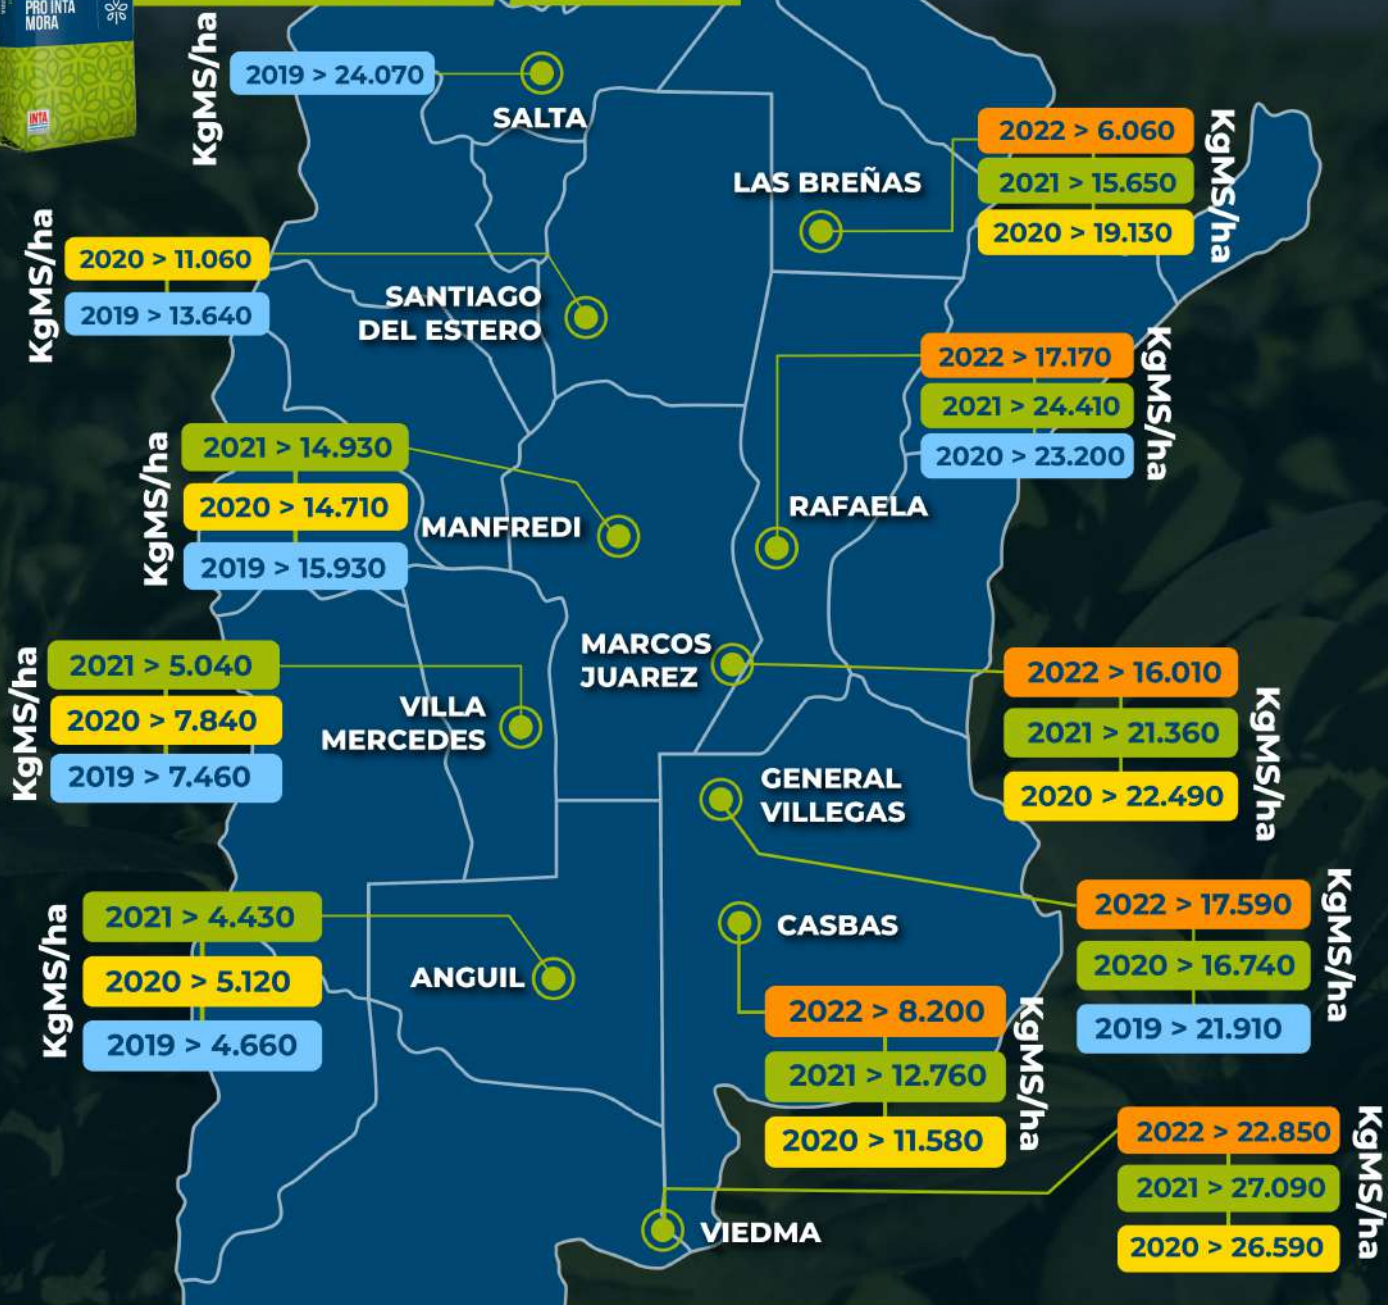 PRO INTA
MORA
INTA
KgMS/ha
2019 > 24.070
SALTA
LAS BREÑAS
2022 > 6.060
2021 > 15.650
2020 > 19.130
KgMS/ha
KgMS/ha
2020 > 11.060
2019 > 13.640
SANTIAGO
DEL ESTERO
2022 > 17.170
2021 > 24.410
2020 > 23.200
KgMS/ha
RAFAELA
KgMS/ha
2021 > 14.930
2020 > 14.710
2019 > 15.930
MANFREDI
MARCOS
JUAREZ
2022 > 16.010
2021 > 21.360
2020 > 22.490
KgMS/ha
KgMS/ha
2021 > 5.040
2020 > 7.840
2019 > 7.460
VILLA
MERCEDES
GENERAL
VILLEGAS
2022 > 17.590
2020 > 16.740
2019 > 21.910
KgMS/ha
KgMS/ha
2021 > 4.430
2020 > 5.120
2019 > 4.660
ANGUIL
CASBAS
2022 > 8.200
2021 > 12.760
2020 > 11.580
KgMS/ha
VIEDMA
2022 > 22.850
2021 > 27.090
2020 > 26.590
KgMS/ha